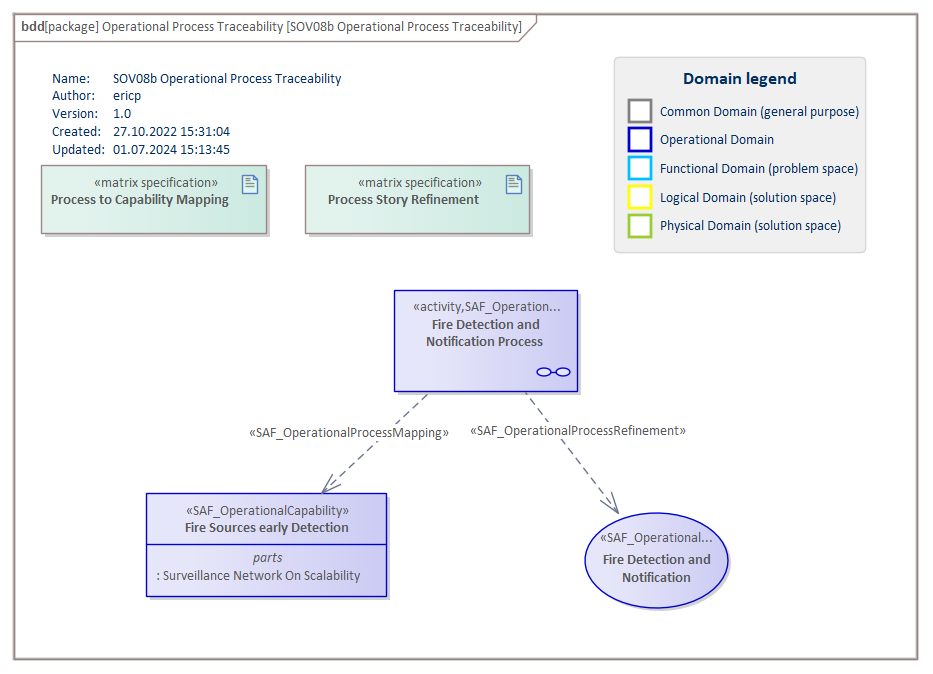 bdd[package] Operational Process Traceability [SOV08b Operational Process Traceability]
Name: SOV08b Operational Process Traceability
Author: ericp
Version: 1.0
Created: 27.10.2022 15:31:04
Updated: 01.07.2024 15:13:45
Domain legend
Common Domain (general purpose)
Operational Domain
Functional Domain (problem space)
Logical Domain (solution space)
Physical Domain (solution space)
«matrix specification»
Process to Capability Mapping
«matrix specification»
Process Story Refinement
«activity,SAF_Operation...
Fire Detection and
Notification Process
«SAF_OperationalProcessMapping»
«SAF_OperationalProcessRefinement»
«SAF_OperationalCapability»
Fire Sources early Detection
parts
: Surveillance Network On Scalability
«SAF_Operational...
Fire Detection and
Notification